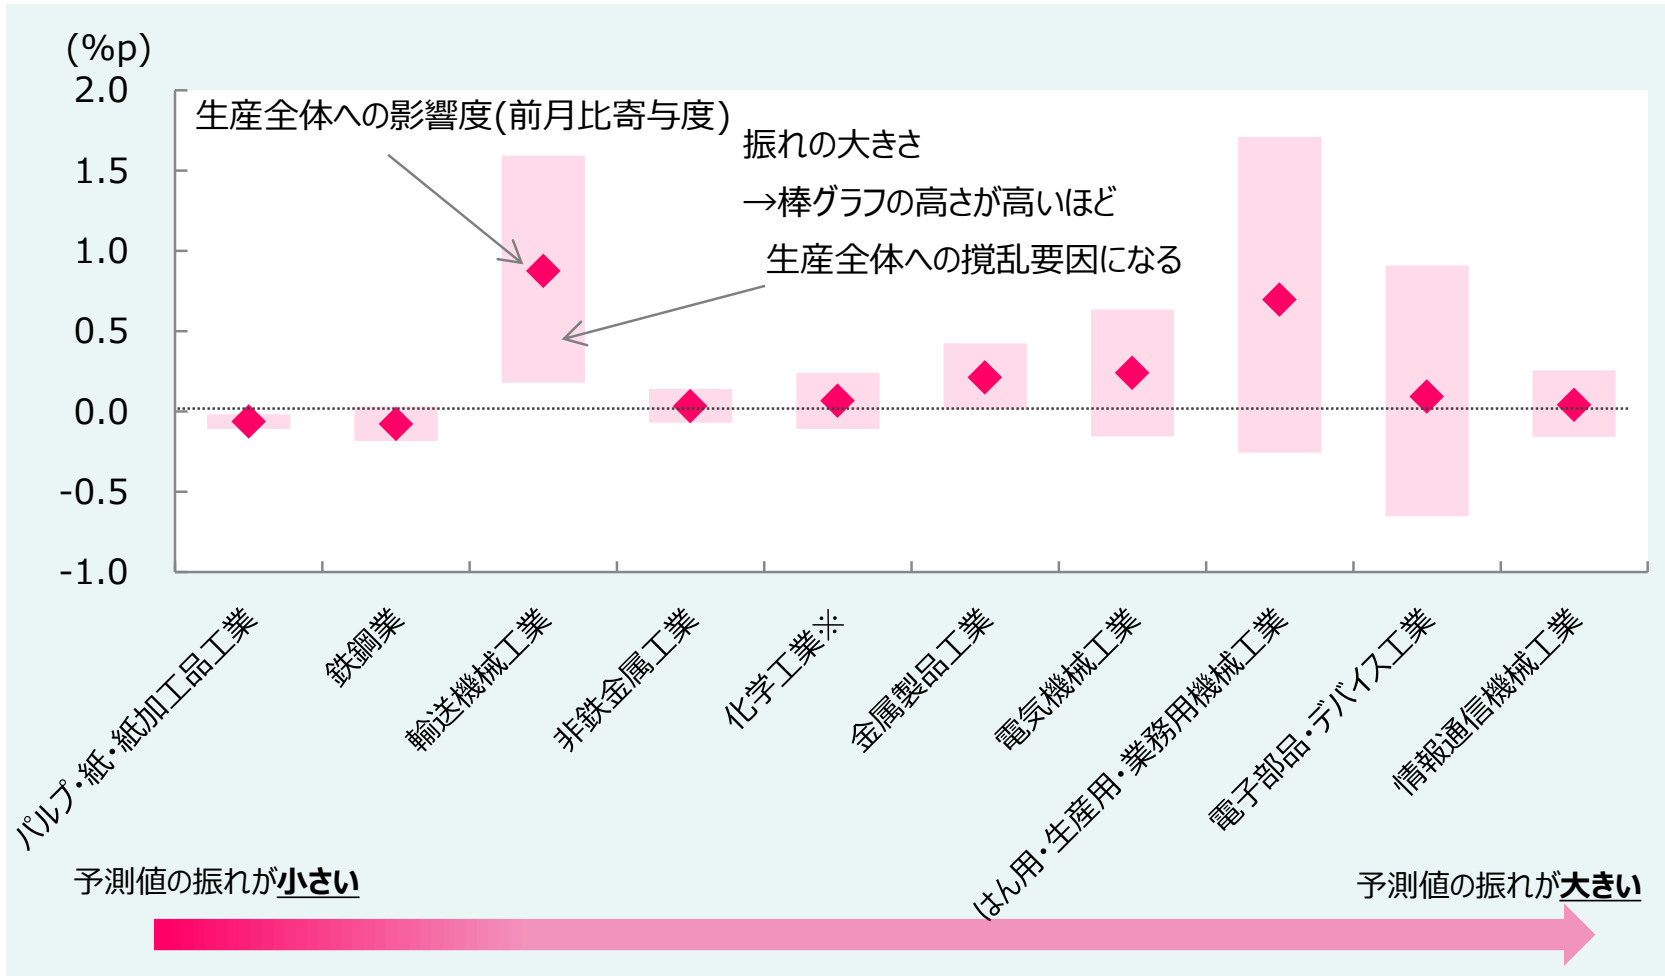 (%p)
2.0
1.5
1.0
0.5
0.0
-0.5
-1.0
生産全体への影響度(前月比寄与度)
振れの大きさ
→棒グラフの高さが高いほど
生産全体への撹乱要因になる
パルプ・紙・紙加工品工業
鉄鋼業
輸送機械工業
非鉄金属工業
化学工業※
金属製品工業
電気機械工業
はん用・生産用・業務用機械工業
電子部品・デバイス工業
情報通信機械工業
予測値の振れが小さい
予測値の振れが大きい